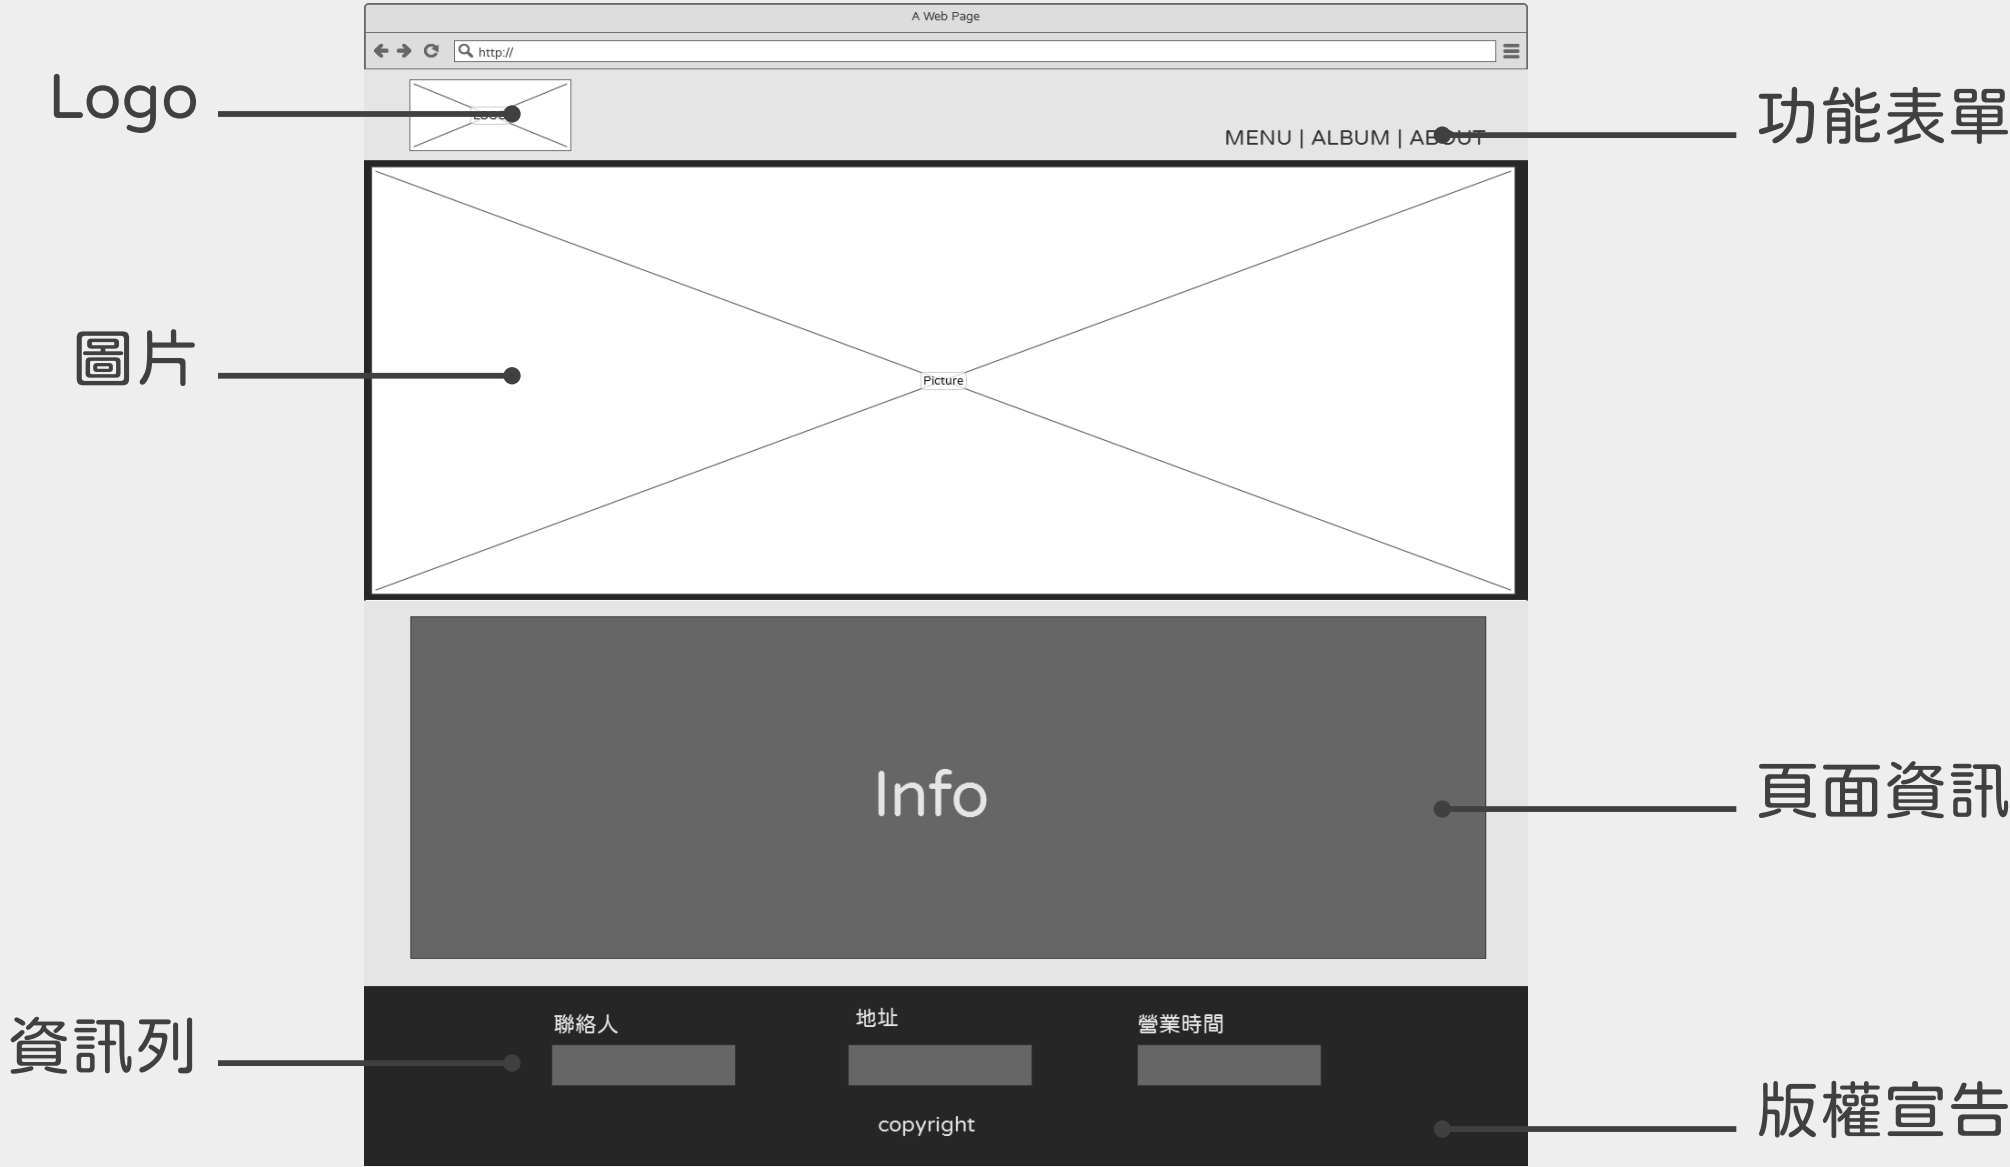 A Web Page
http://
Logo
LOGO
功能表單
MENU | ALBUM | ABOUT
圖片
Picture
Info
頁面資訊
資訊列
聯絡人
地址
營業時間
copyright
版權宣告